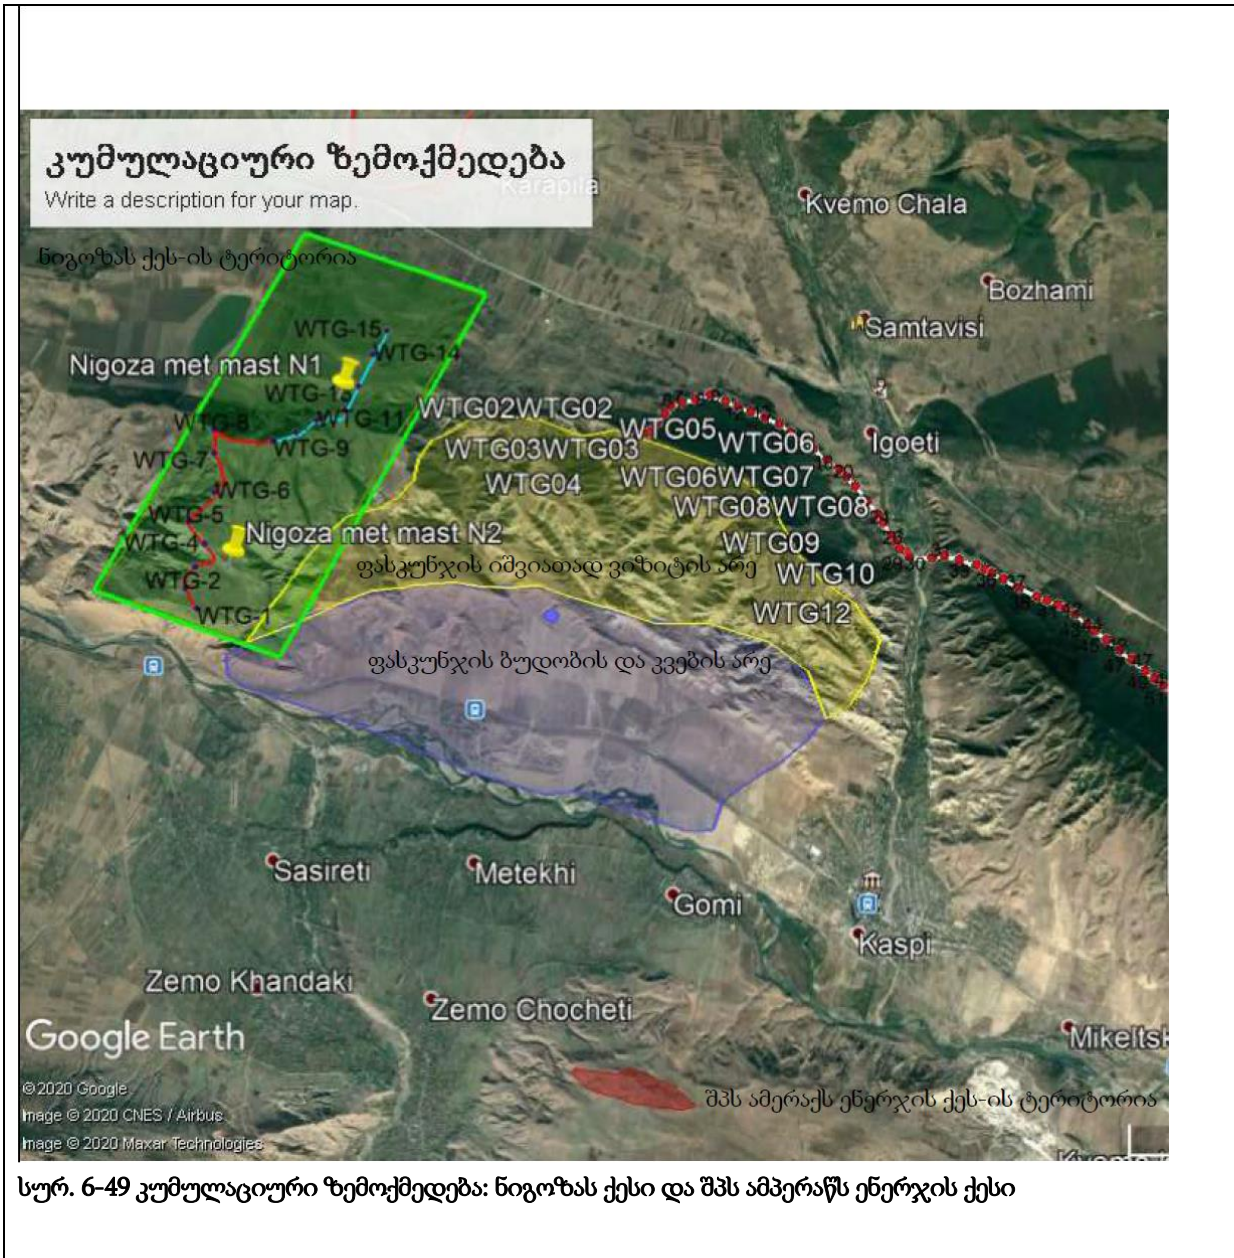 კუმულაციური ზემოქმედება
Write a description for your map.
Karapila
Kvemo Chala
ნიგოზას ქეს-ის ტერიტორია
Bozhami
WTG-15
Samtavisi
WTG-14
Nigoza met mast N1
WTG-13
WTG02WTG02
WTG-8
WTG-11
WTG05
WTG06
Igoeti
WTG-9
WTG03WTG03
WTG-7
WTG06WTG07
WTG04
WTG-6
WTG08WTG08
WTG-5
Nigoza met mast N2
WTG-4
WTG09
ფასკუნჯის იშვიათად ვიზიტის არე
WTG10
WTG-2
WTG-1
WTG12
ფასკუნჯის ბუდობის და კვების არე
Sasireti
Metekhi
Gomi
Kaspi
Zemo Khandaki
Zemo Chocheti
Google Earth
Mikeltsk
©2020 Google
შპს ამერაქს ენერჯის ქეს-ის ტერიტორია
Image © 2020 CNES / Airbus
Image © 2020 Maxar Technologies
სურ. 6-49 კუმულაციური ზემოქმედება: ნიგოზას ქესი და შპს ამპერაწს ენერჯის ქესი